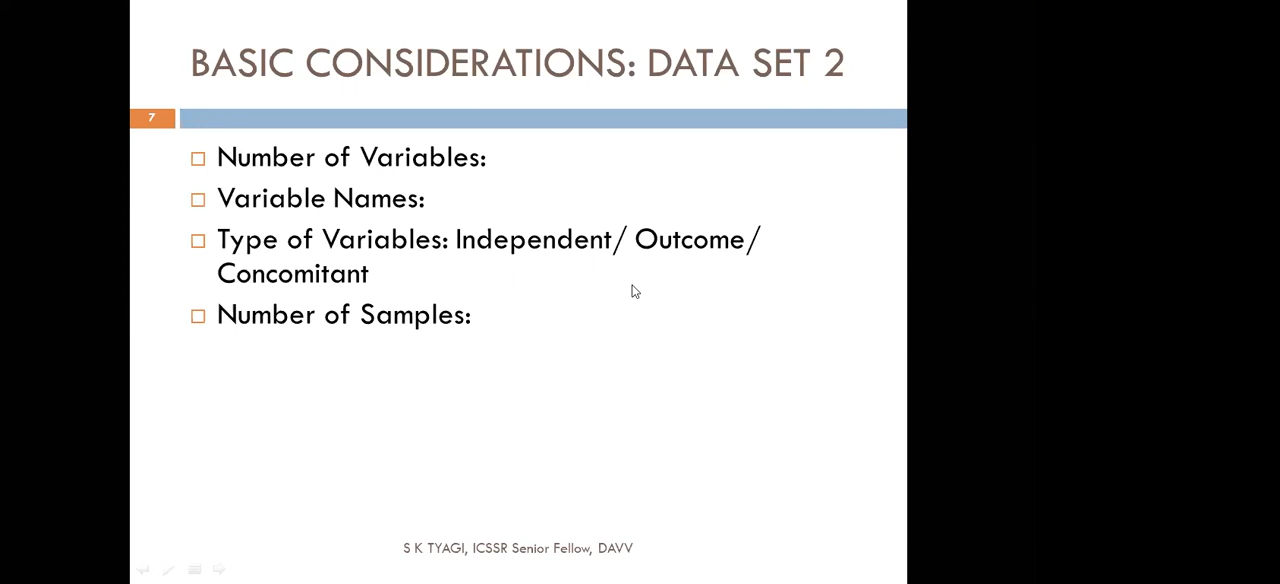 BASIC CONSIDERATIONS: DATA SET 2
7
Number of Variables:
Variable Names:
Type of Variables: Independent/ Outcome/
Concomitant
Number of Samples:
S K TYAGI, ICSSR Senior Fellow, DAVV